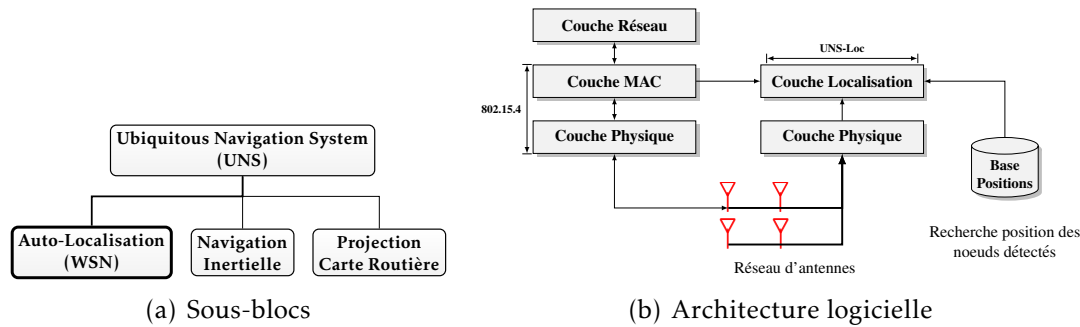 Ubiquitous Navigation System
(UNS)
Auto-Localisation
(WSN)
Navigation
Inertielle
Projection
Carte Routière
(a) Sous-blocs
Couche Réseau
UNS-Loc
Couche MAC
Couche Localisation
802.15.4
Couche Physique
Couche Physique
Base
Positions
Réseau d'antennes
Recherche position des
noeuds détectés
(b) Architecture logicielle